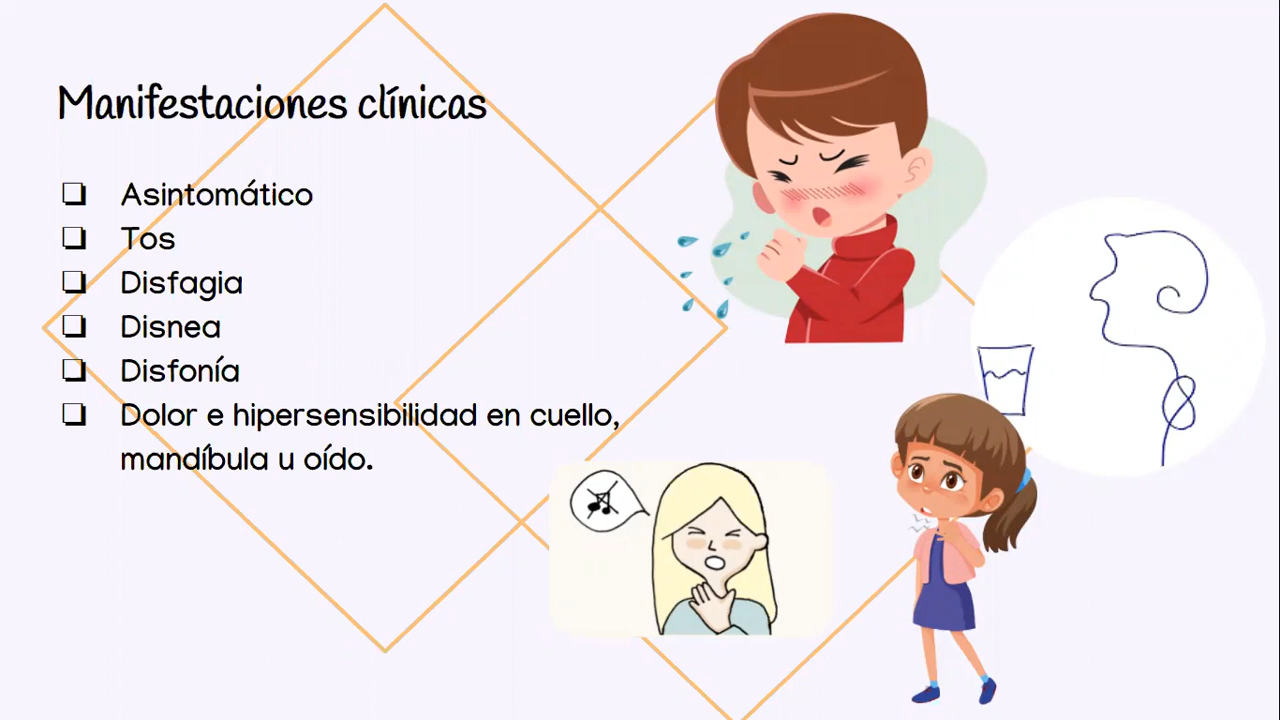 Manifestaciones clínicas
❏ Asintomático
❏ Tos
❏ Disfagia
❏ Disnea
❏ Disfonía
❏ Dolor e hipersensibilidad en cuello,
mandíbula u oído.